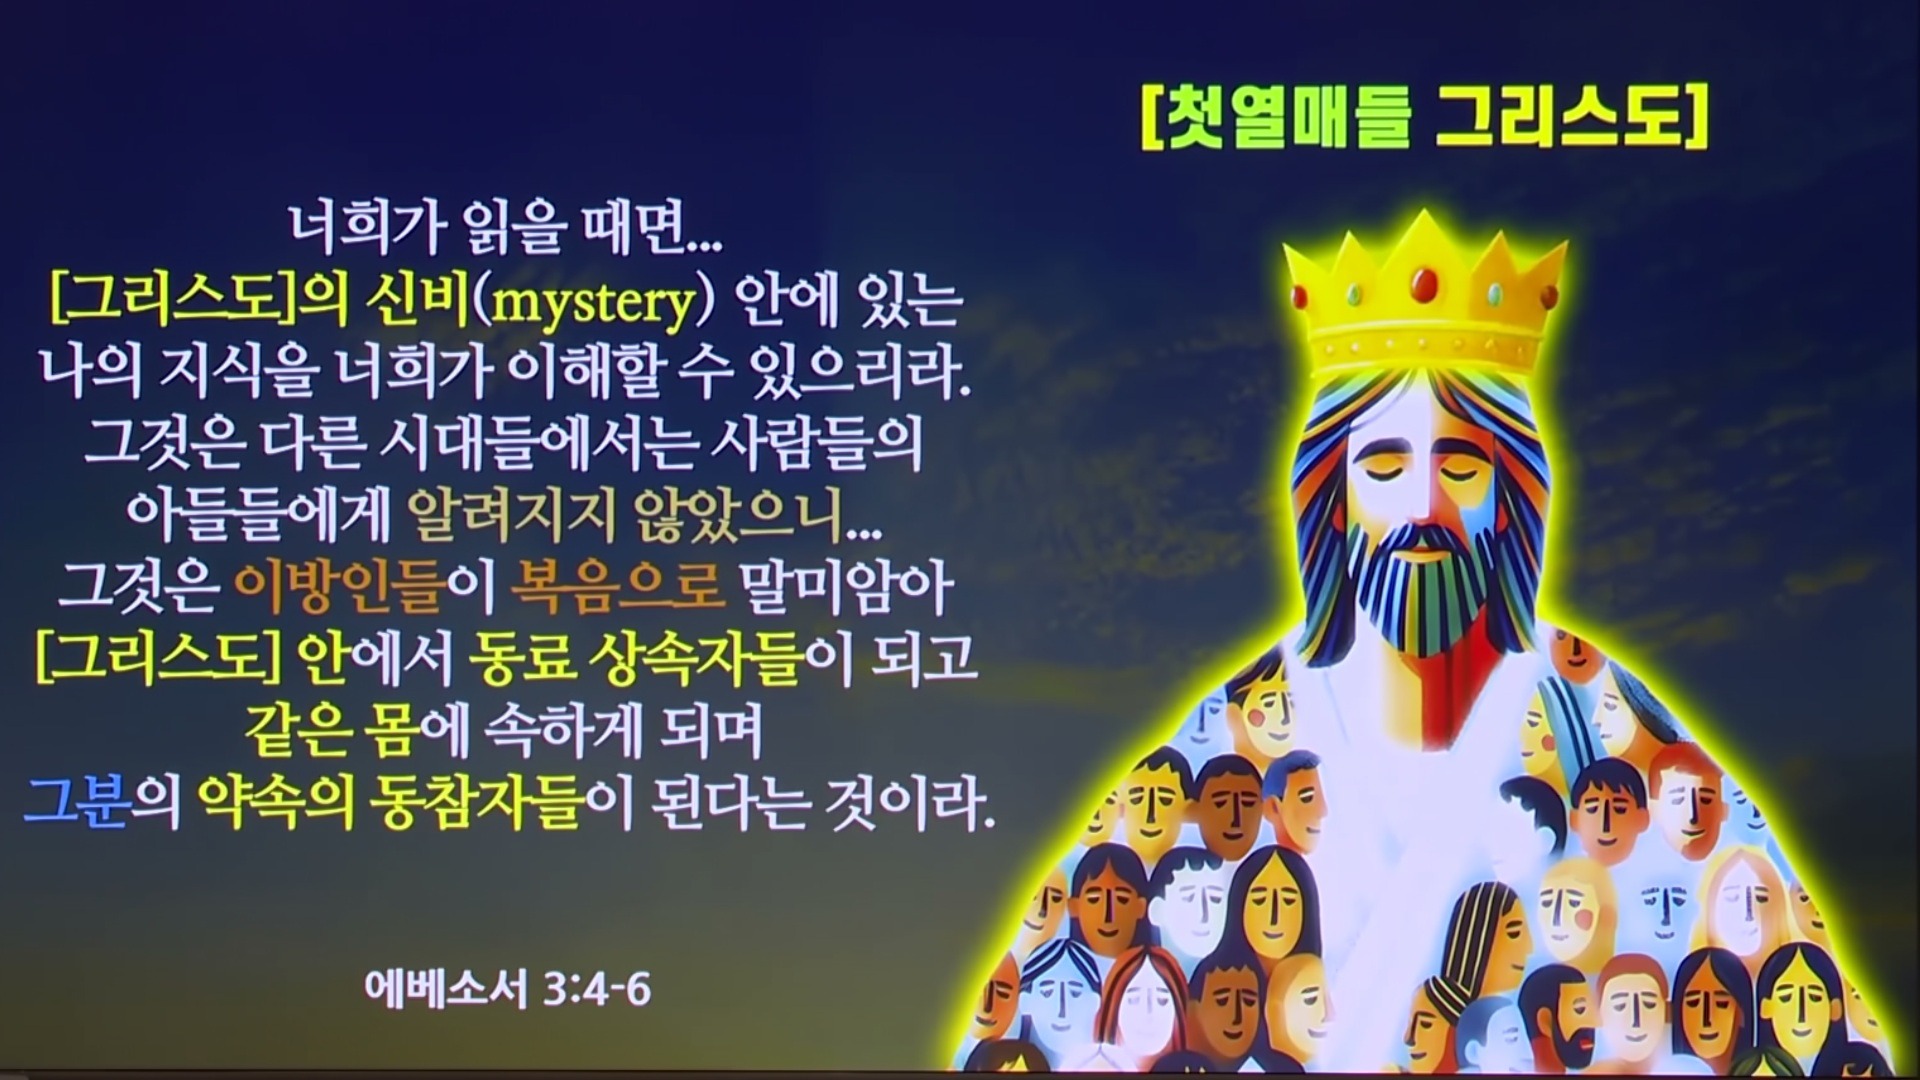 [첫열매들 그리스도]
너희가 읽을 때면...
[그리스도]의 신비(mystery) 안에 있는
나의 지식을 너희가 이해할 수 있으리라.
그것은 다른 시대들에서는 사람들의
아들들에게 알려지지 않았으니...
그것은 이방인들이 복음으로 말미암아
[그리스도] 안에서 동료 상속자들이 되고
같은 몸에 속하게 되며
그분의 약속의 동참자들이 된다는 것이라.
에베소서 3:4-6